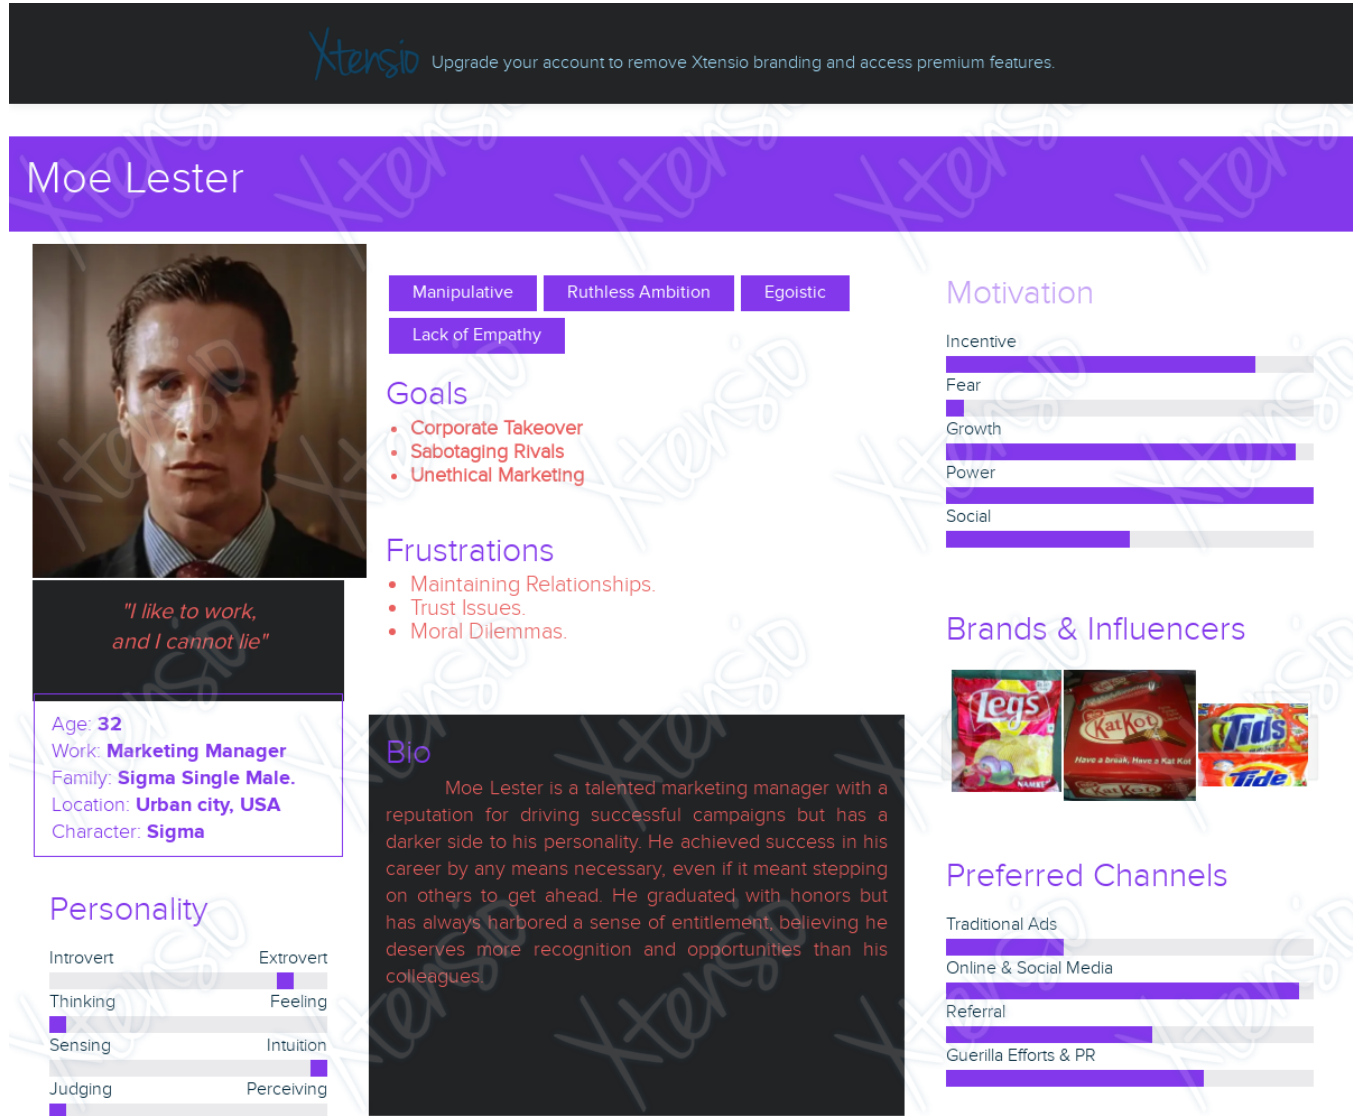 Xtensio
Upgrade your account to remove Xtensio branding and access premium features.
Moe Lester
Manipulative
Ruthless Ambition
Egoistic
Lack of Empathy
Goals
Corporate Takeover
Sabotaging Rivals
Unethical Marketing
Frustrations
Maintaining Relationships.
Trust Issues.
Moral Dilemmas.
"I like to work,
and I cannot lie"
Age: 32
Work: Marketing Manager
Family: Sigma Single Male.
Location: Urban city, USA
Character: Sigma
Personality
Introvert Extrovert
Thinking Feeling
Sensing Intuition
Judging Perceiving
Bio
Moe Lester is a talented marketing manager with a
reputation for driving successful campaigns but has a
darker side to his personality. He achieved success in his
career by any means necessary, even if it meant stepping
on others to get ahead. He graduated with honors but
has always harbored a sense of entitlement, believing he
deserves more recognition and opportunities than his
colleagues.
Motivation
Incentive
Fear
Growth
Power
Social
Brands & Influencers
Legs
KatKot
Have a Break, Have a Kat Kot
KatKot
Tids
Tide
Preferred Channels
Traditional Ads
Online & Social Media
Referral
Guerilla Efforts & PR